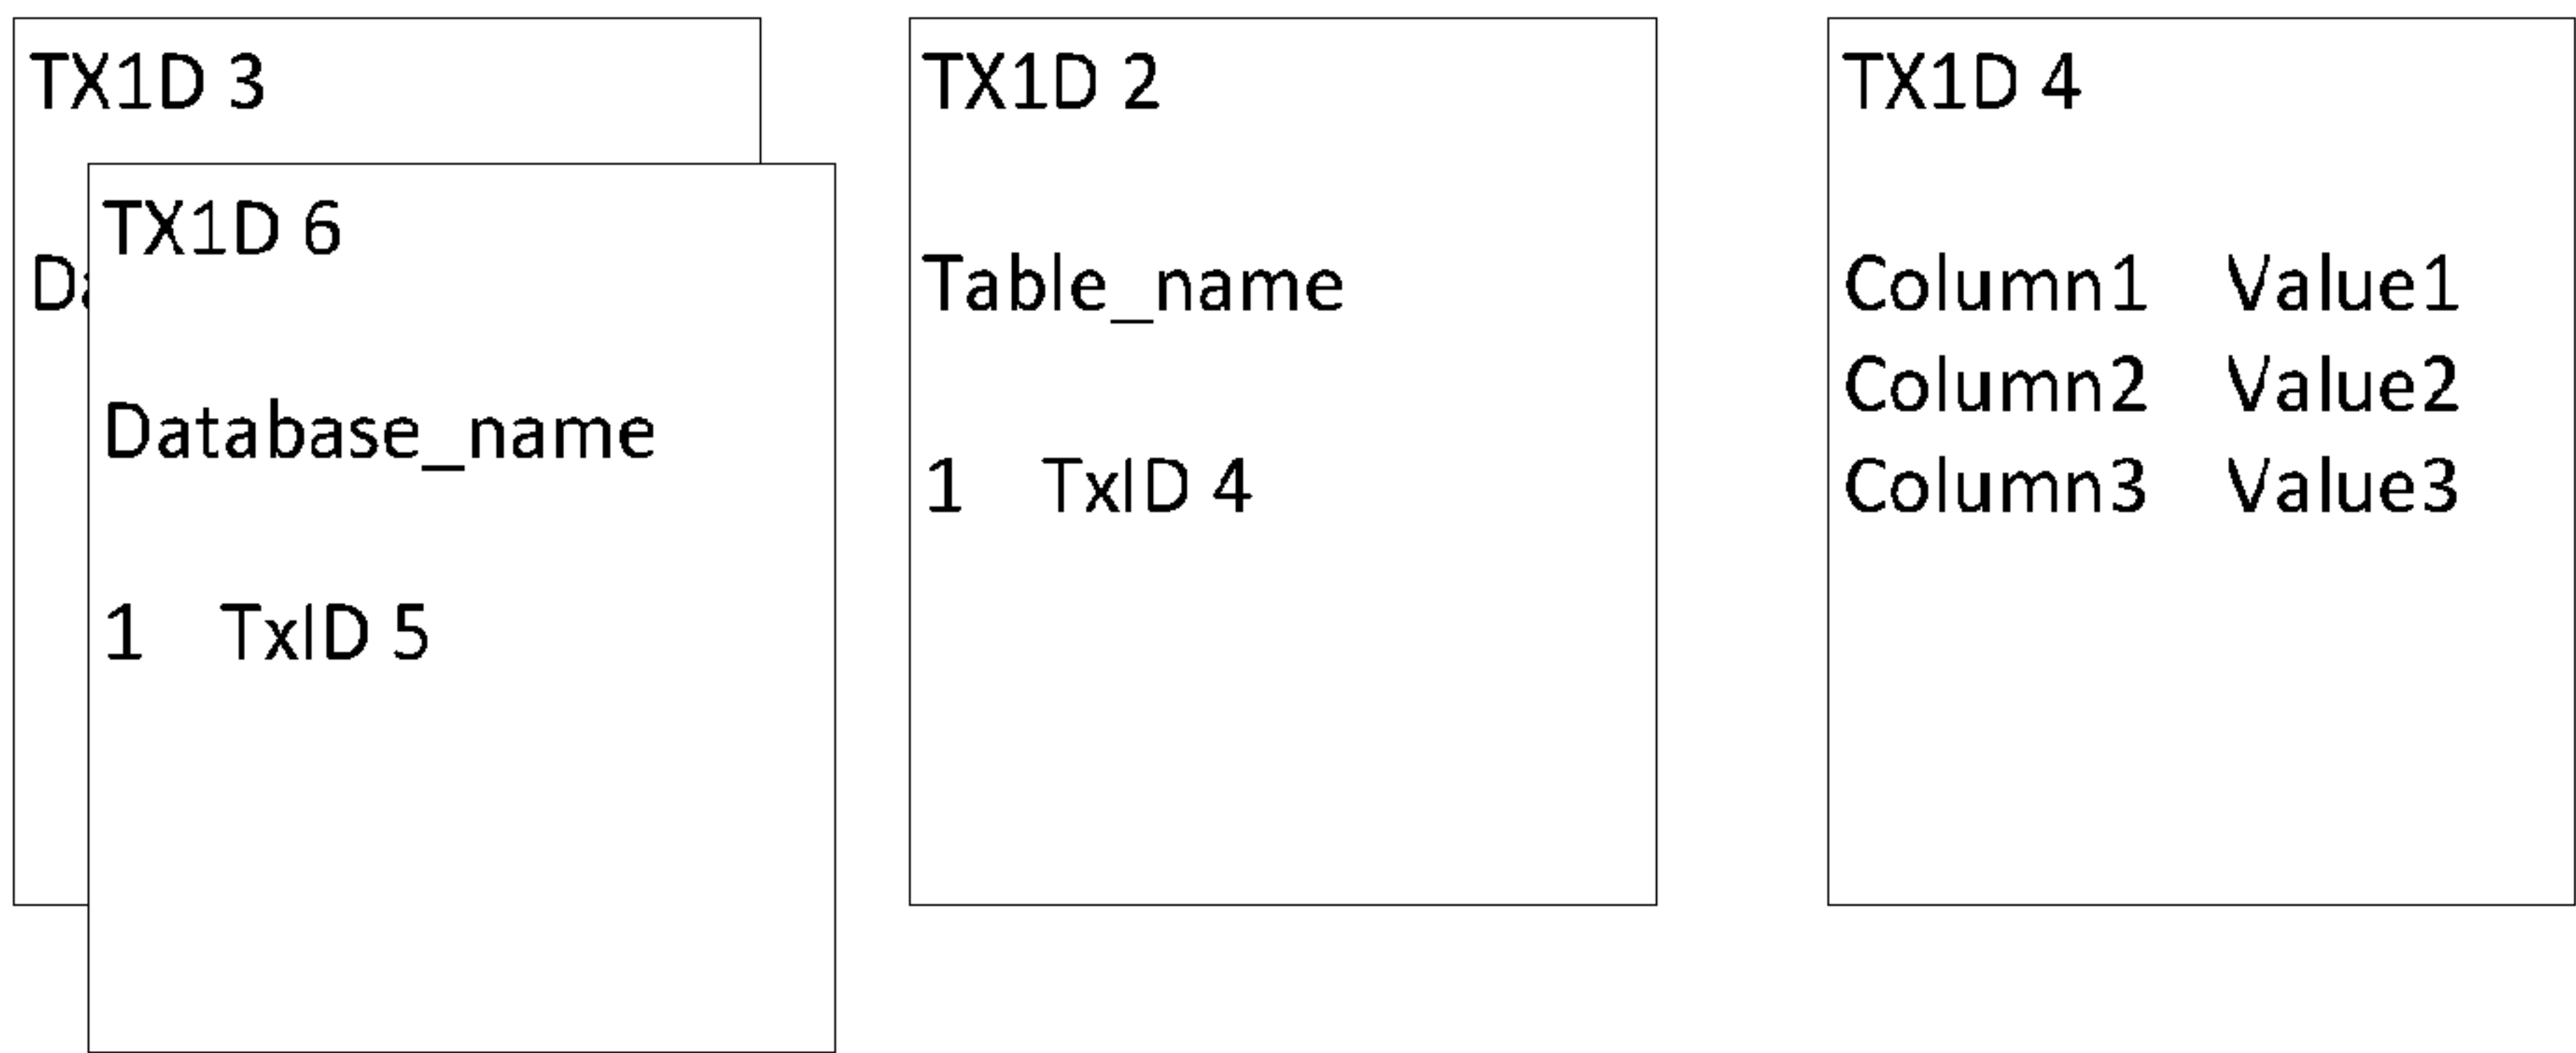 TX1D 3
TX1D 6
Database_name
1 TxID 5
TX1D 2
Table_name
1 TxID 4
TX1D 4
Column1 Value1
Column2 Value2
Column3 Value3